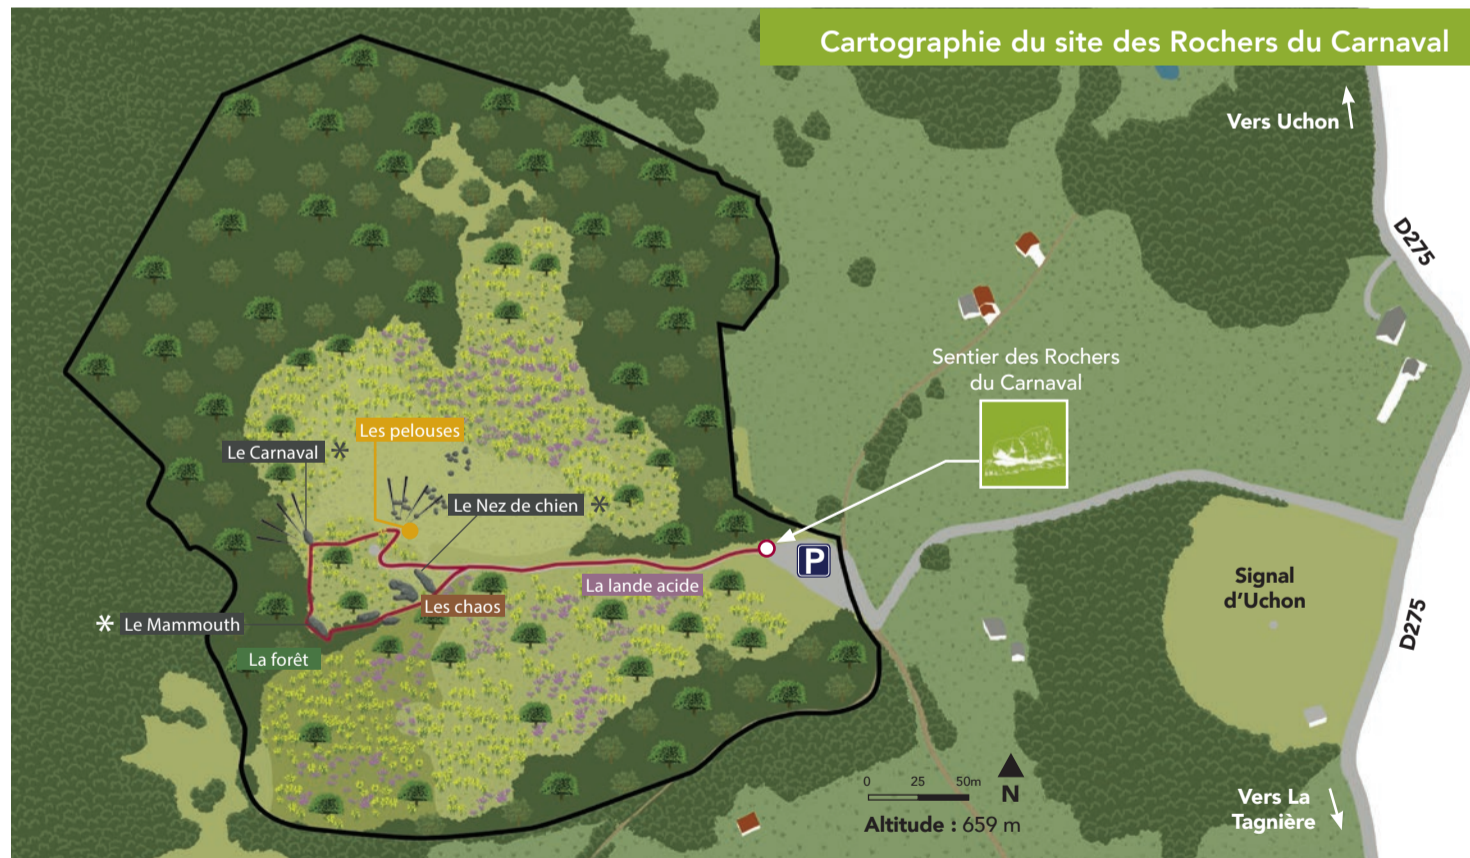 Cartographie du site des Rochers du Carnaval
Vers Uchon
D275
Sentier des Rochers
du Carnaval
Les pelouses
Le Carnaval *
Le Nez de chien *
P
La lande acide
Les chaos
* Le Mammouth
La forêt
Signal
d'Uchon
D275
0 25 50m
N
Altitude : 659 m
Vers La
Tagnière